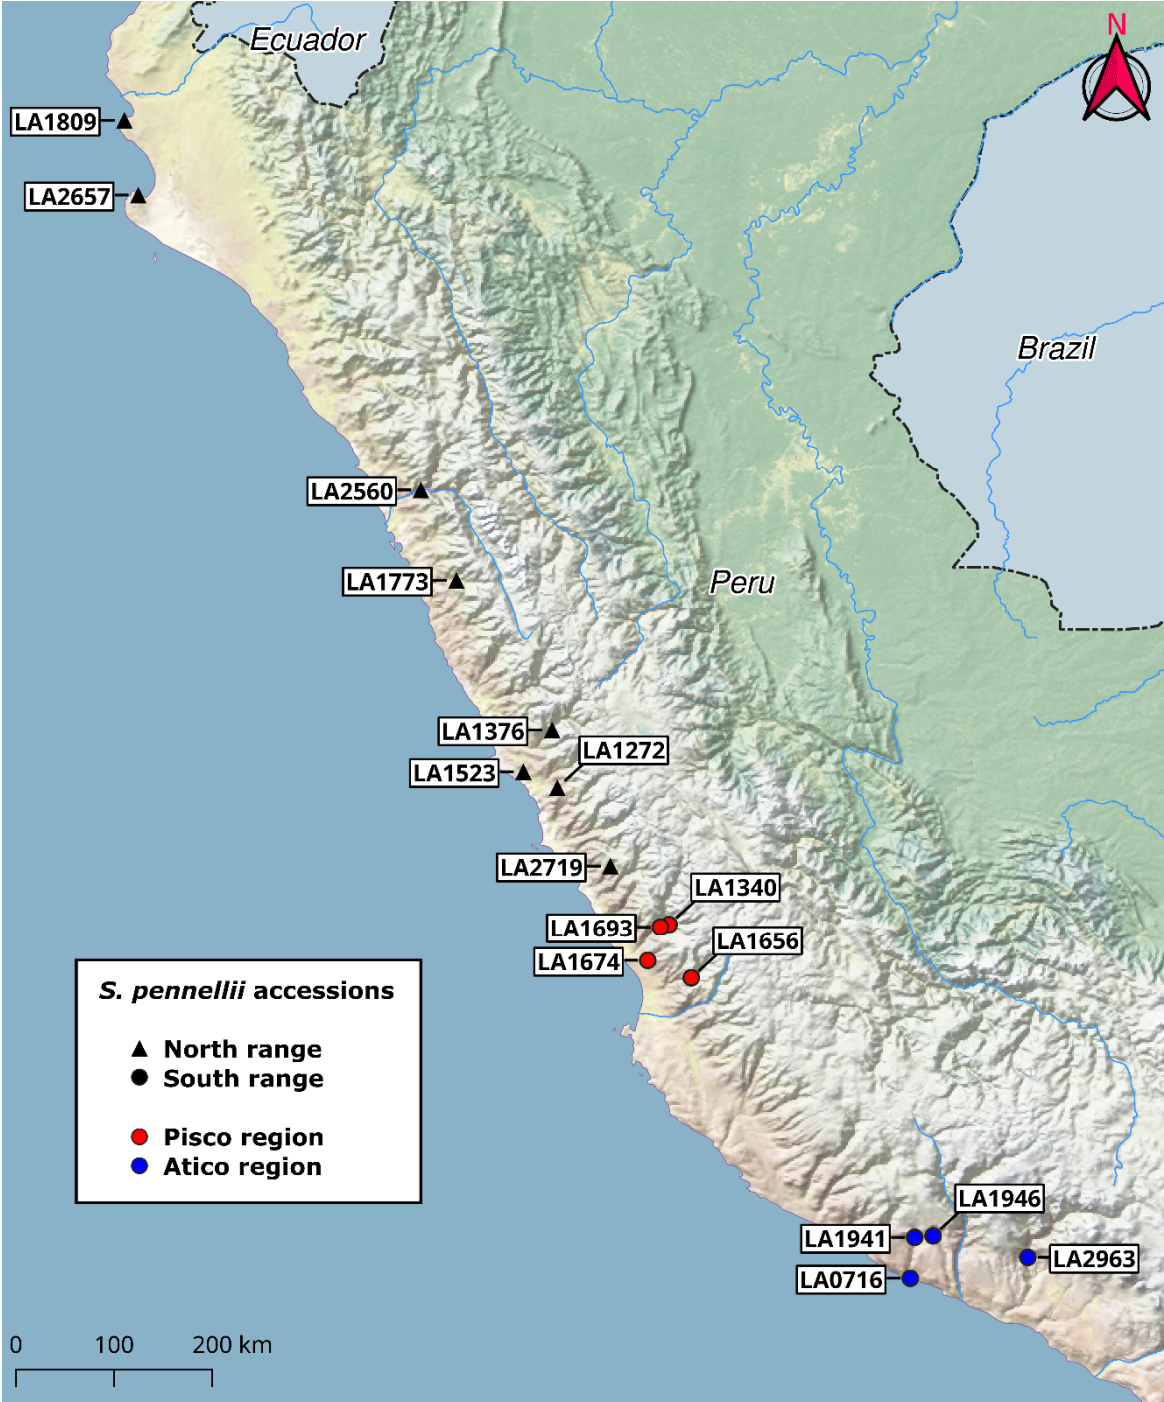 Ecuador
N
LA1809
LA2657
Brazil
LA2560
LA1773
Peru
LA1376
LA1272
LA1523
LA2719
LA1340
LA1693
LA1656
LA1674
S. pennellii accessions
North range
South range
Pisco region
Atico region
LA1946
LA1941
LA2963
LA0716
0 100 200 km